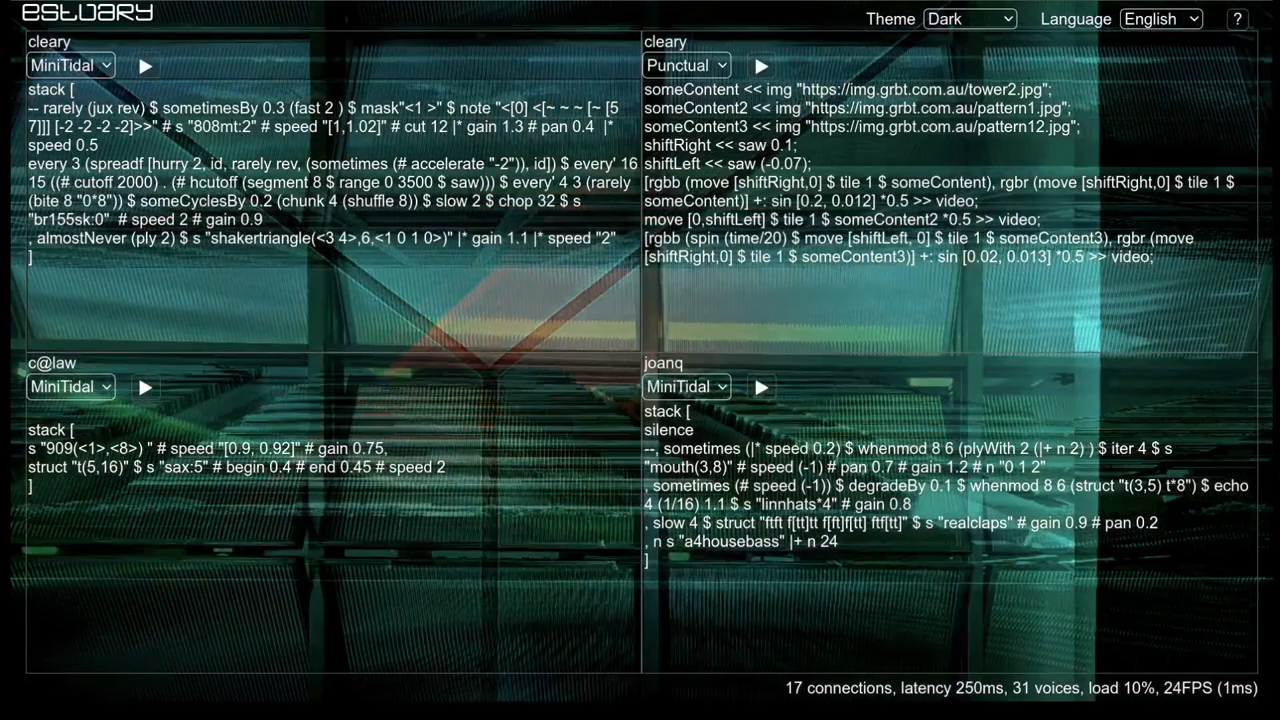 estuary
Theme Dark Language English ?
cleary
MiniTidal
stack [
-- rarely (jux rev) $ sometimesBy 0.3 (fast 2 ) $ mask"<1 >" $ note "<[0] <[~ ~ ~ [~ [5
7]]] [-2 -2 -2 -2]>>" # s "808mt:2" # speed "[1,1.02]" # cut 12 |* gain 1.3 # pan 0.4  |*
speed 0.5
every 3 (spreadf [hurry 2, id, rarely rev, (sometimes (# accelerate "-2")), id]) $ every' 16
15 ((# cutoff 2000) . (# hcutoff (segment 8 $ range 0 3500 $ saw))) $ every' 4 3 (rarely
(bite 8 "0*8")) $ someCyclesBy 0.2 (chunk 4 (shuffle 8)) $ slow 2 $ chop 32 $ s
"br155sk:0"  # speed 2 # gain 0.9
, almostNever (ply 2) $ s "shakertriangle(<3 4>,6,<1 0 1 0>)" |* gain 1.1 |* speed "2"
]
cleary
Punctual
someContent << img "https://img.grbt.com.au/tower2.jpg";
someContent2 << img "https://img.grbt.com.au/pattern1.jpg";
someContent3 << img "https://img.grbt.com.au/pattern12.jpg";
shiftRight << saw 0.1;
shiftLeft << saw (-0.07);
[rgbb (move [shiftRight,0] $ tile 1 $ someContent), rgbr (move [shiftRight,0] $ tile 1 $
someContent)] +: sin [0.2, 0.012] *0.5 >> video;
move [0,shiftLeft] $ tile 1 $ someContent2 *0.5 >> video;
[rgbb (spin (time/20) $ move [shiftLeft, 0] $ tile 1 $ someContent3), rgbr (move
[shiftRight,0] $ tile 1 $ someContent3)] +: sin [0.02, 0.013] *0.5 >> video;
c@law
MiniTidal
stack [
s "909(<1>,<8>) " # speed "[0.9, 0.92]" # gain 0.75,
struct "t(5,16)" $ s "sax:5" # begin 0.4 # end 0.45 # speed 2
]
joanq
MiniTidal
stack [
silence
--, sometimes (|* speed 0.2) $ whenmod 8 6 (plyWith 2 (|+ n 2) ) $ iter 4 $ s
"mouth(3,8)" # speed (-1) # pan 0.7 # gain 1.2 # n "0 1 2"
, sometimes (# speed (-1)) $ degradeBy 0.1 $ whenmod 8 6 (struct "t(3,5) t*8") $ echo
4 (1/16) 1.1 $ s "linnhats*4" # gain 0.8
, slow 4 $ struct "ftft f[tt]tt f[ft]f[tt] ftf[tt]" $ s "realclaps" # gain 0.9 # pan 0.2
, n s "a4housebass" |+ n 24
]
17 connections, latency 250ms, 31 voices, load 10%, 24FPS (1ms)